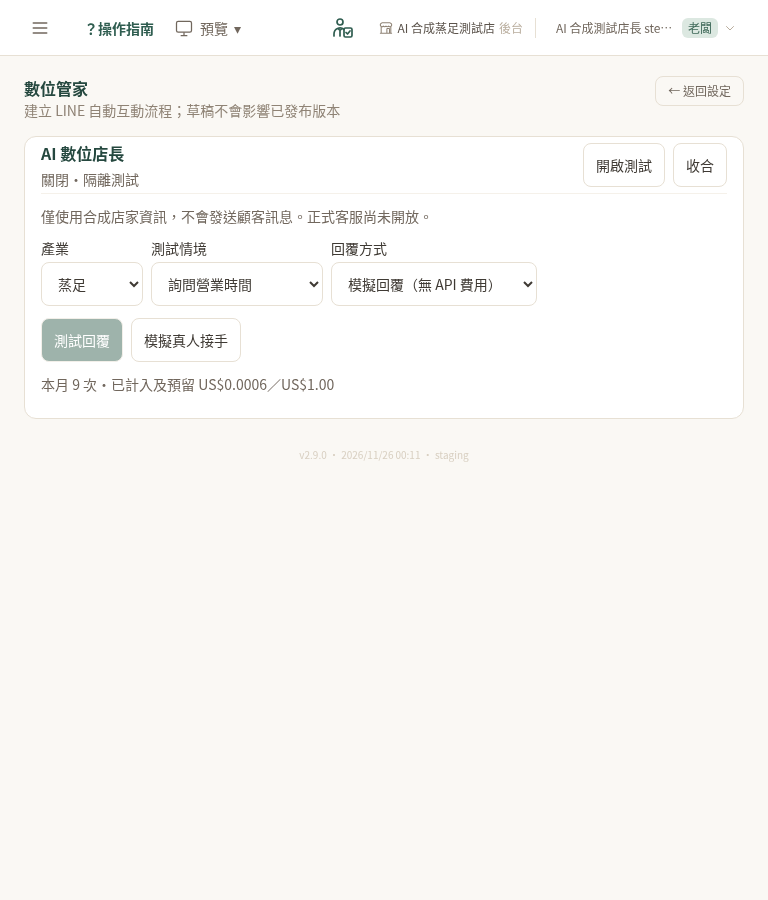 ？操作指南 預覽 ▾ AI 合成蒸足測試店 後台 AI 合成測試店長 ste… 老闆
數位管家
← 返回設定
建立 LINE 自動互動流程；草稿不會影響已發布版本
AI 數位店長
開啟測試 收合
關閉・隔離測試
僅使用合成店家資訊，不會發送顧客訊息。正式客服尚未開放。
產業 測試情境 回覆方式
蒸足 詢問營業時間 模擬回覆（無 API 費用）
測試回覆 模擬真人接手
本月 9 次・已計入及預留 US$0.0006／US$1.00
v2.9.0 ・ 2026/11/26 00:11 ・ staging